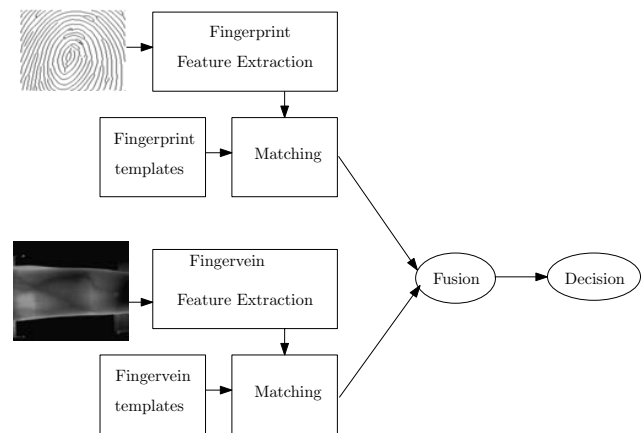 Fingerprint
Feature Extraction
Fingerprint
templates
Matching
Fingervein
Feature Extraction
Fingervein
templates
Matching
Fusion
Decision